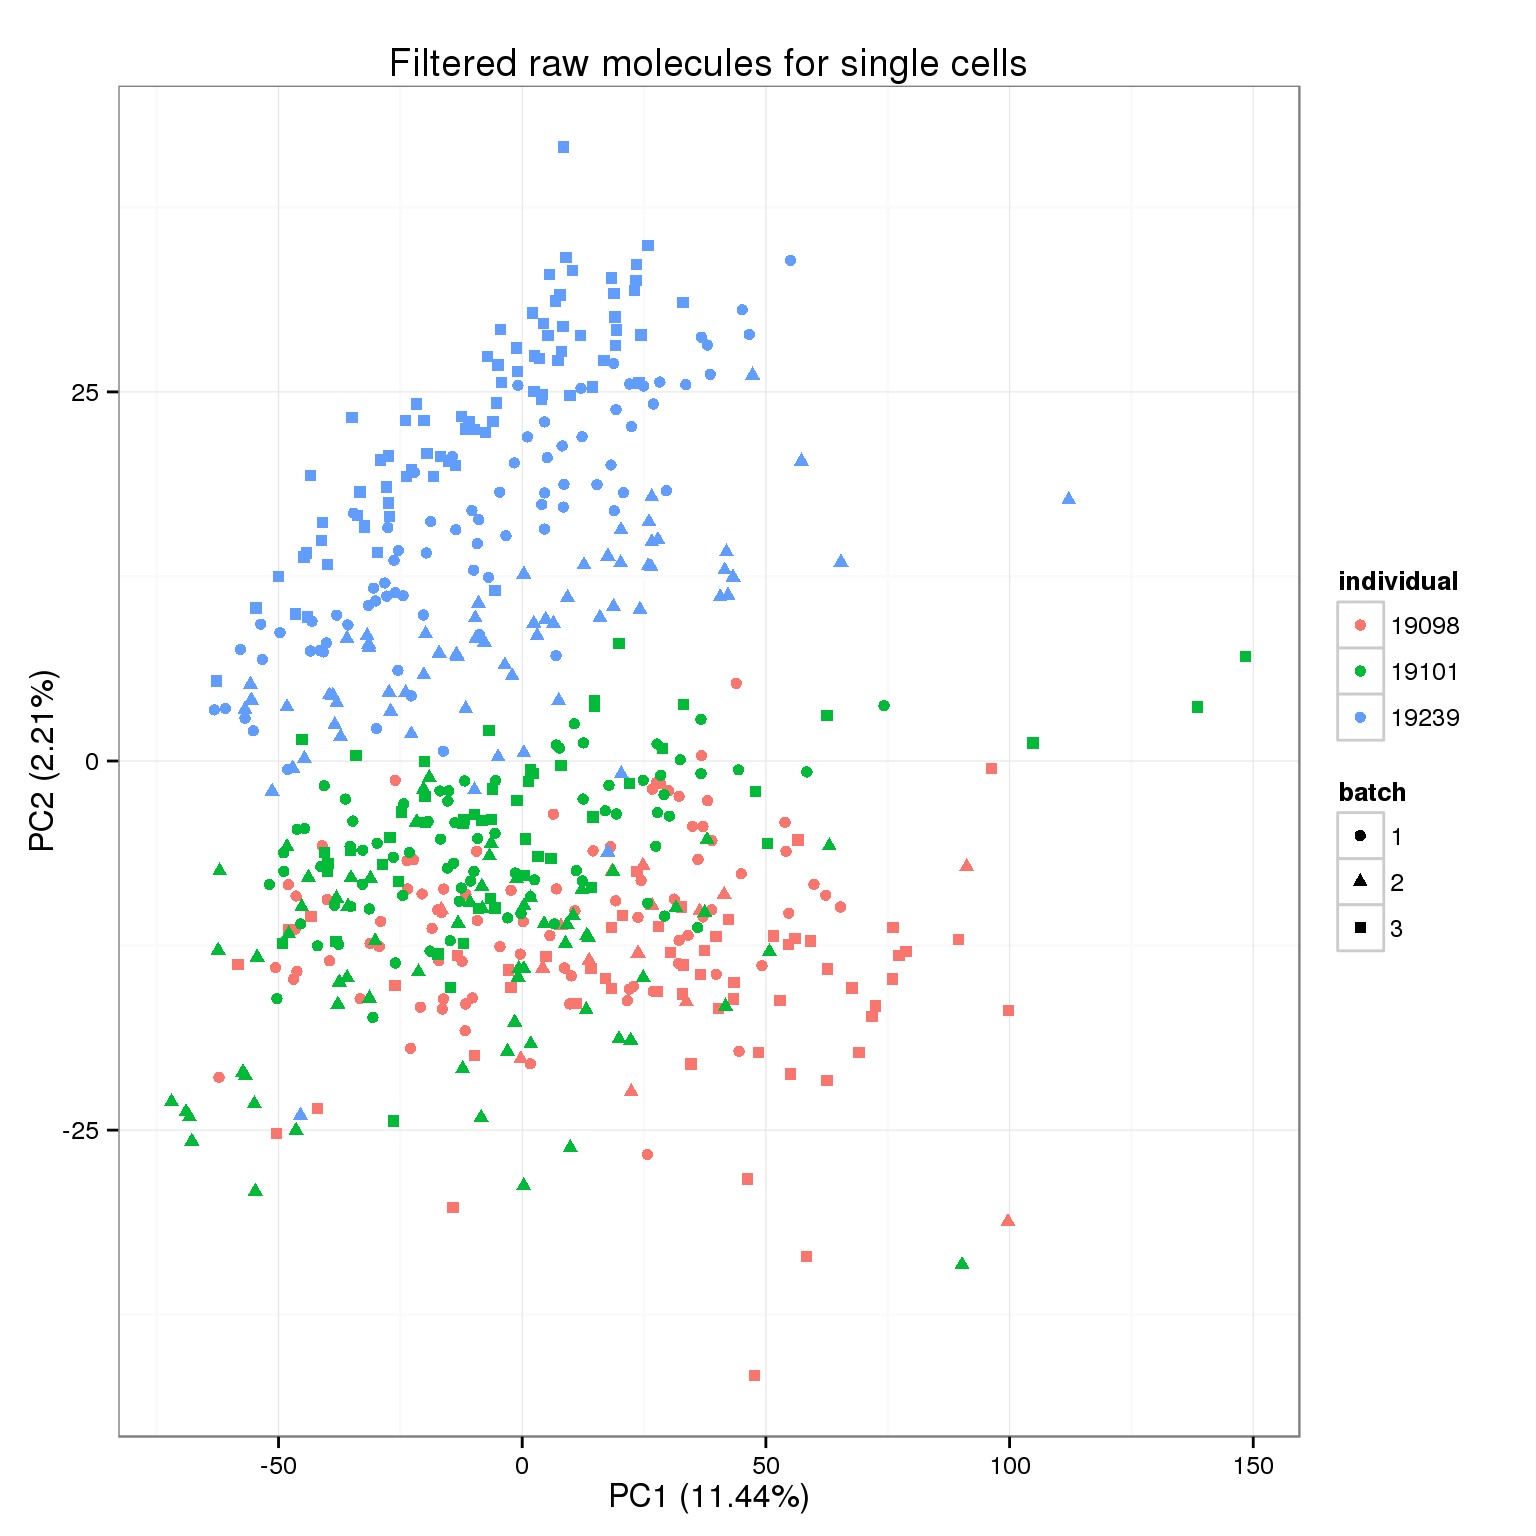 Filtered raw molecules for single cells
25
0
-25
PC2 (2.21%)
-50
0
50
100
150
PC1 (11.44%)
individual
19098
19101
19239
batch
1
2
3